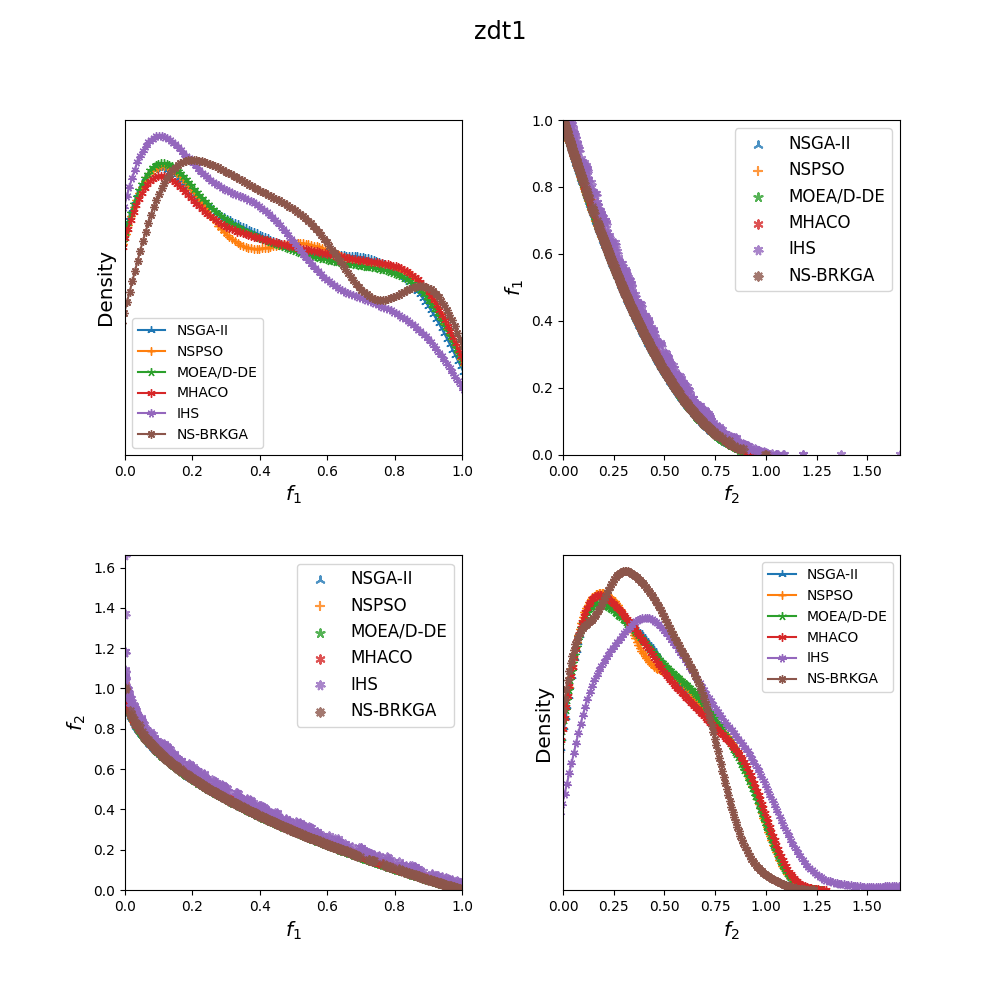 zdt1
Density
NSGA-II
NSPSO
MOEA/D-DE
MHACO
IHS
NS-BRKGA
0.0 0.2 0.4 0.6 0.8 1.0
f1
1.0
0.8
0.6
0.4
0.2
0.0
f1
NSGA-II
NSPSO
MOEA/D-DE
MHACO
IHS
NS-BRKGA
0.00 0.25 0.50 0.75 1.00 1.25 1.50
f2
1.6
1.4
1.2
1.0
0.8
0.6
0.4
0.2
0.0
f2
NSGA-II
NSPSO
MOEA/D-DE
MHACO
IHS
NS-BRKGA
0.0 0.2 0.4 0.6 0.8 1.0
f1
Density
NSGA-II
NSPSO
MOEA/D-DE
MHACO
IHS
NS-BRKGA
0.00 0.25 0.50 0.75 1.00 1.25 1.50
f2